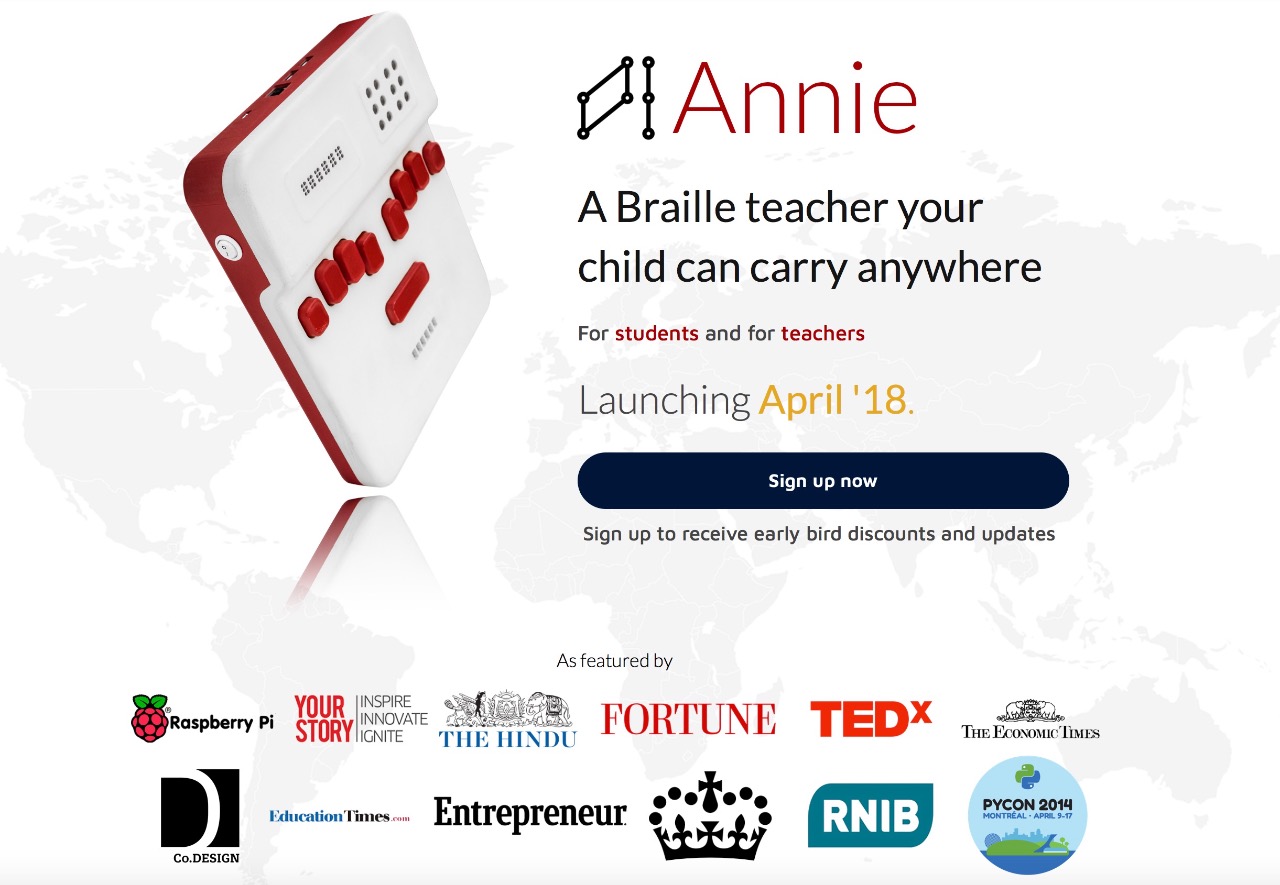 Annie
A Braille teacher your
child can carry anywhere
For students and for teachers
Launching April '18.
Sign up now
Sign up to receive early bird discounts and updates
As featured by
Raspberry Pi
YOUR STORY
INSPIRE
INNOVATE
IGNITE
THE HINDU
FORTUNE
TEDx
THE ECONOMIC TIMES
Co.DESIGN
EducationTimes.com
Entrepreneur
RNIB
PYCON 2014
MONTRÉAL · APRIL 9-17